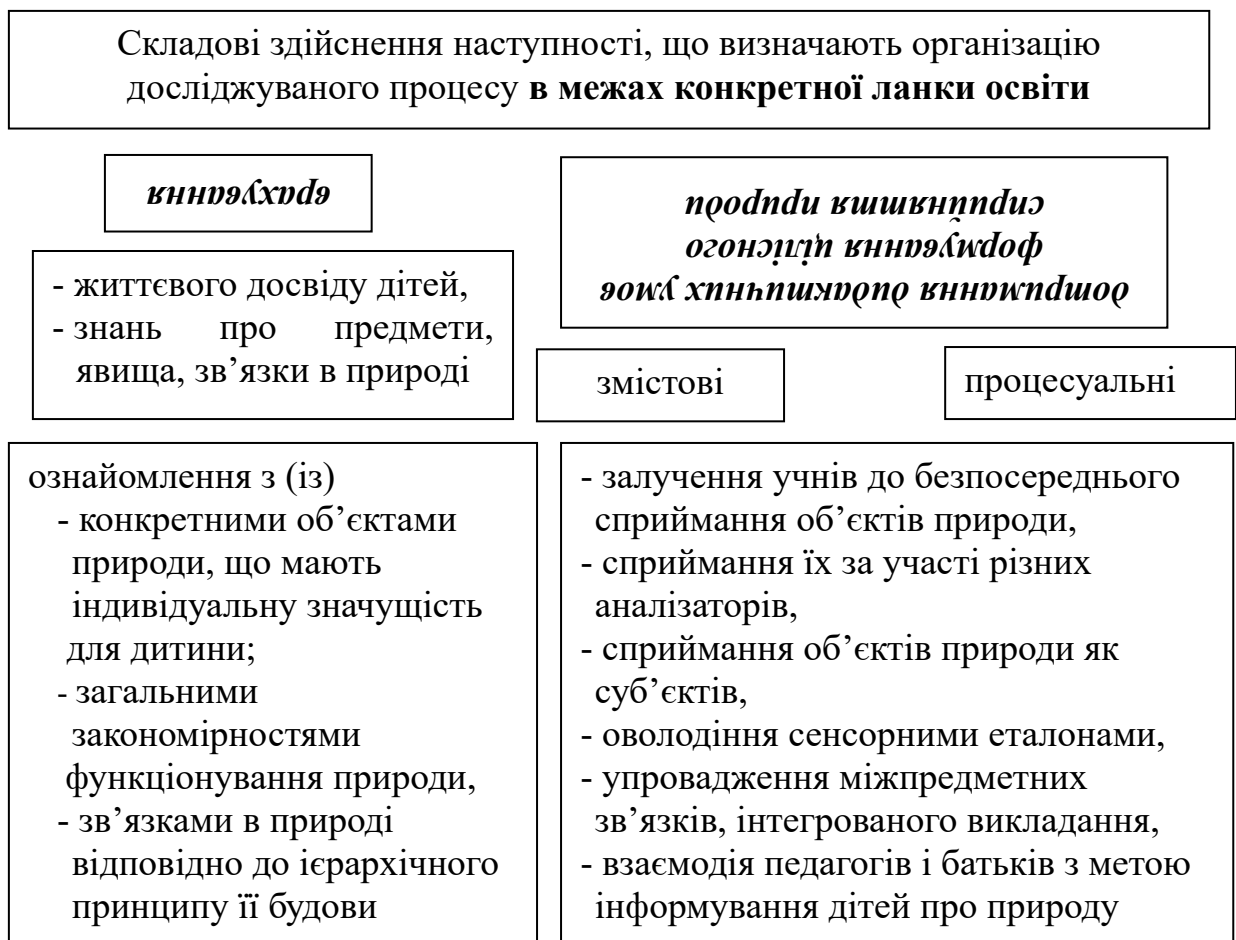 Складові здійснення наступності, що визначають організацію
досліджуваного процесу в межах конкретної ланки освіти
врахування
дотримання дидактичних умов
формування цілісного
сприйняття природи
- життєвого досвіду дітей,
- знань про предмети,
явища, зв’язки в природі
змістові
процесуальні
ознайомлення з (із)
- конкретними об’єктами
природи, що мають
індивідуальну значущість
для дитини;
- загальними
закономірностями
функціонування природи,
- зв’язками в природі
відповідно до ієрархічного
принципу її будови
- залучення учнів до безпосереднього
сприймання об’єктів природи,
- сприймання їх за участі різних
аналізаторів,
- сприймання об’єктів природи як
суб’єктів,
- оволодіння сенсорними еталонами,
- упровадження міжпредметних
зв’язків, інтегрованого викладання,
- взаємодія педагогів і батьків з метою
інформування дітей про природу